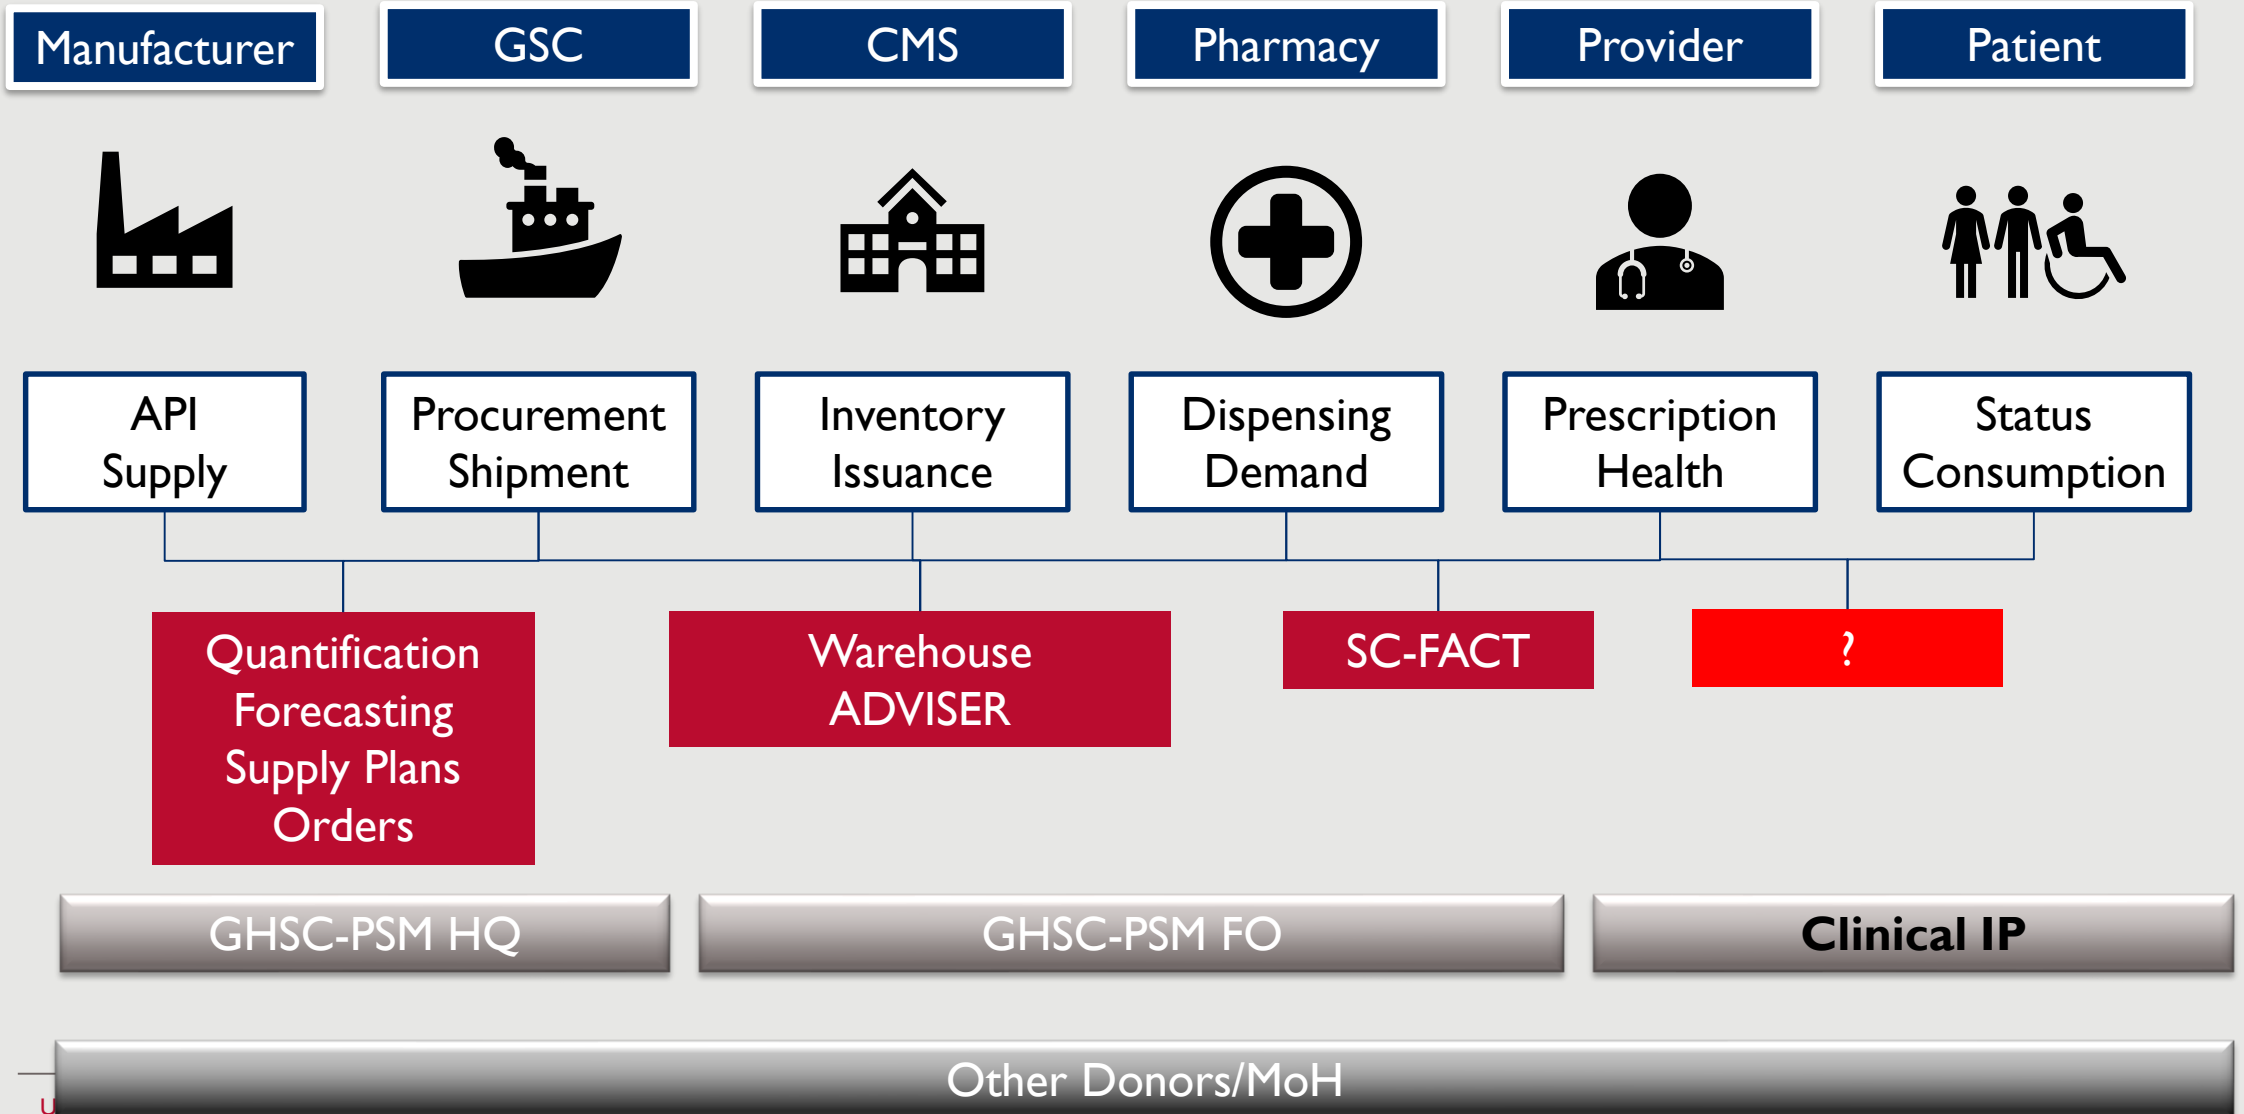 Manufacturer
GSC
CMS
Pharmacy
Provider
Patient
API
Supply
Procurement
Shipment
Inventory
Issuance
Dispensing
Demand
Prescription
Health
Status
Consumption
Quantification
Forecasting
Supply Plans
Orders
Warehouse
ADVISER
SC-FACT
?
GHSC-PSM HQ
GHSC-PSM FO
Clinical IP
Other Donors/MoH